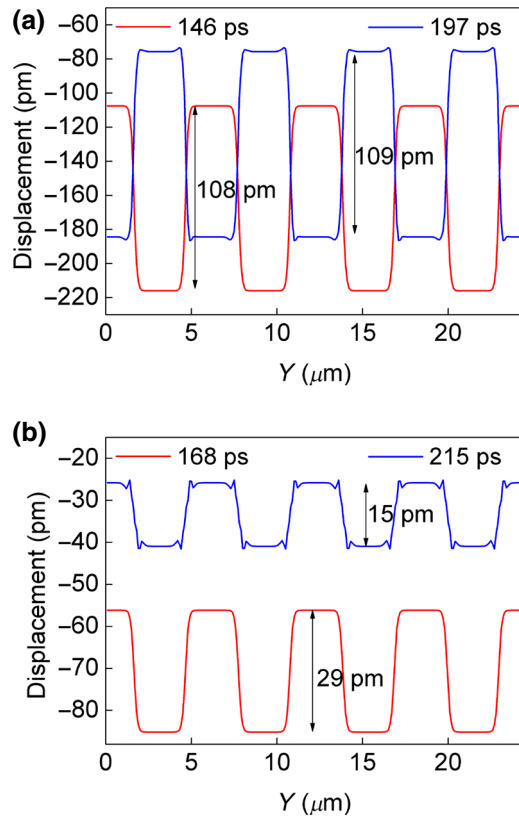 (a)
146 ps 197 ps
−60
−80
−100
−120
−140
−160
−180
−200
−220
Displacement (pm)
108 pm
109 pm
0 5 10 15 20
Y (μm)
(b)
168 ps 215 ps
−20
−30
−40
−50
−60
−70
−80
Displacement (pm)
15 pm
29 pm
0 5 10 15 20
Y (μm)